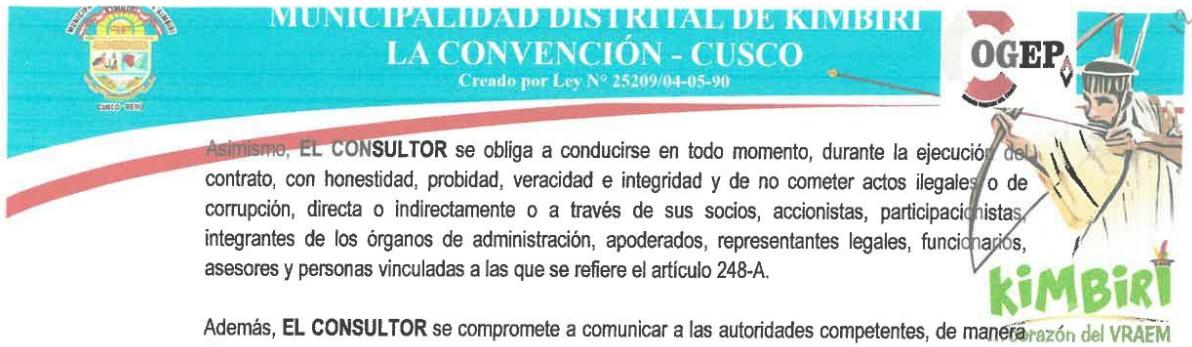 MUNICIPALIDAD DISTRITAL DE KIMBIRI
LA CONVENCIÓN - CUSCO
Creado por Ley N° 25209/04-05-90
CUSCO - PERÚ
OGEP
Asimismo, EL CONSULTOR se obliga a conducirse en todo momento, durante la ejecución del
contrato, con honestidad, probidad, veracidad e integridad y de no cometer actos ilegales o de
corrupción, directa o indirectamente o a través de sus socios, accionistas, participacionistas,
integrantes de los órganos de administración, apoderados, representantes legales, funcionarios,
asesores y personas vinculadas a las que se refiere el artículo 248-A.
KiMBiRi
...corazón del VRAEM
Además, EL CONSULTOR se compromete a comunicar a las autoridades competentes, de manera